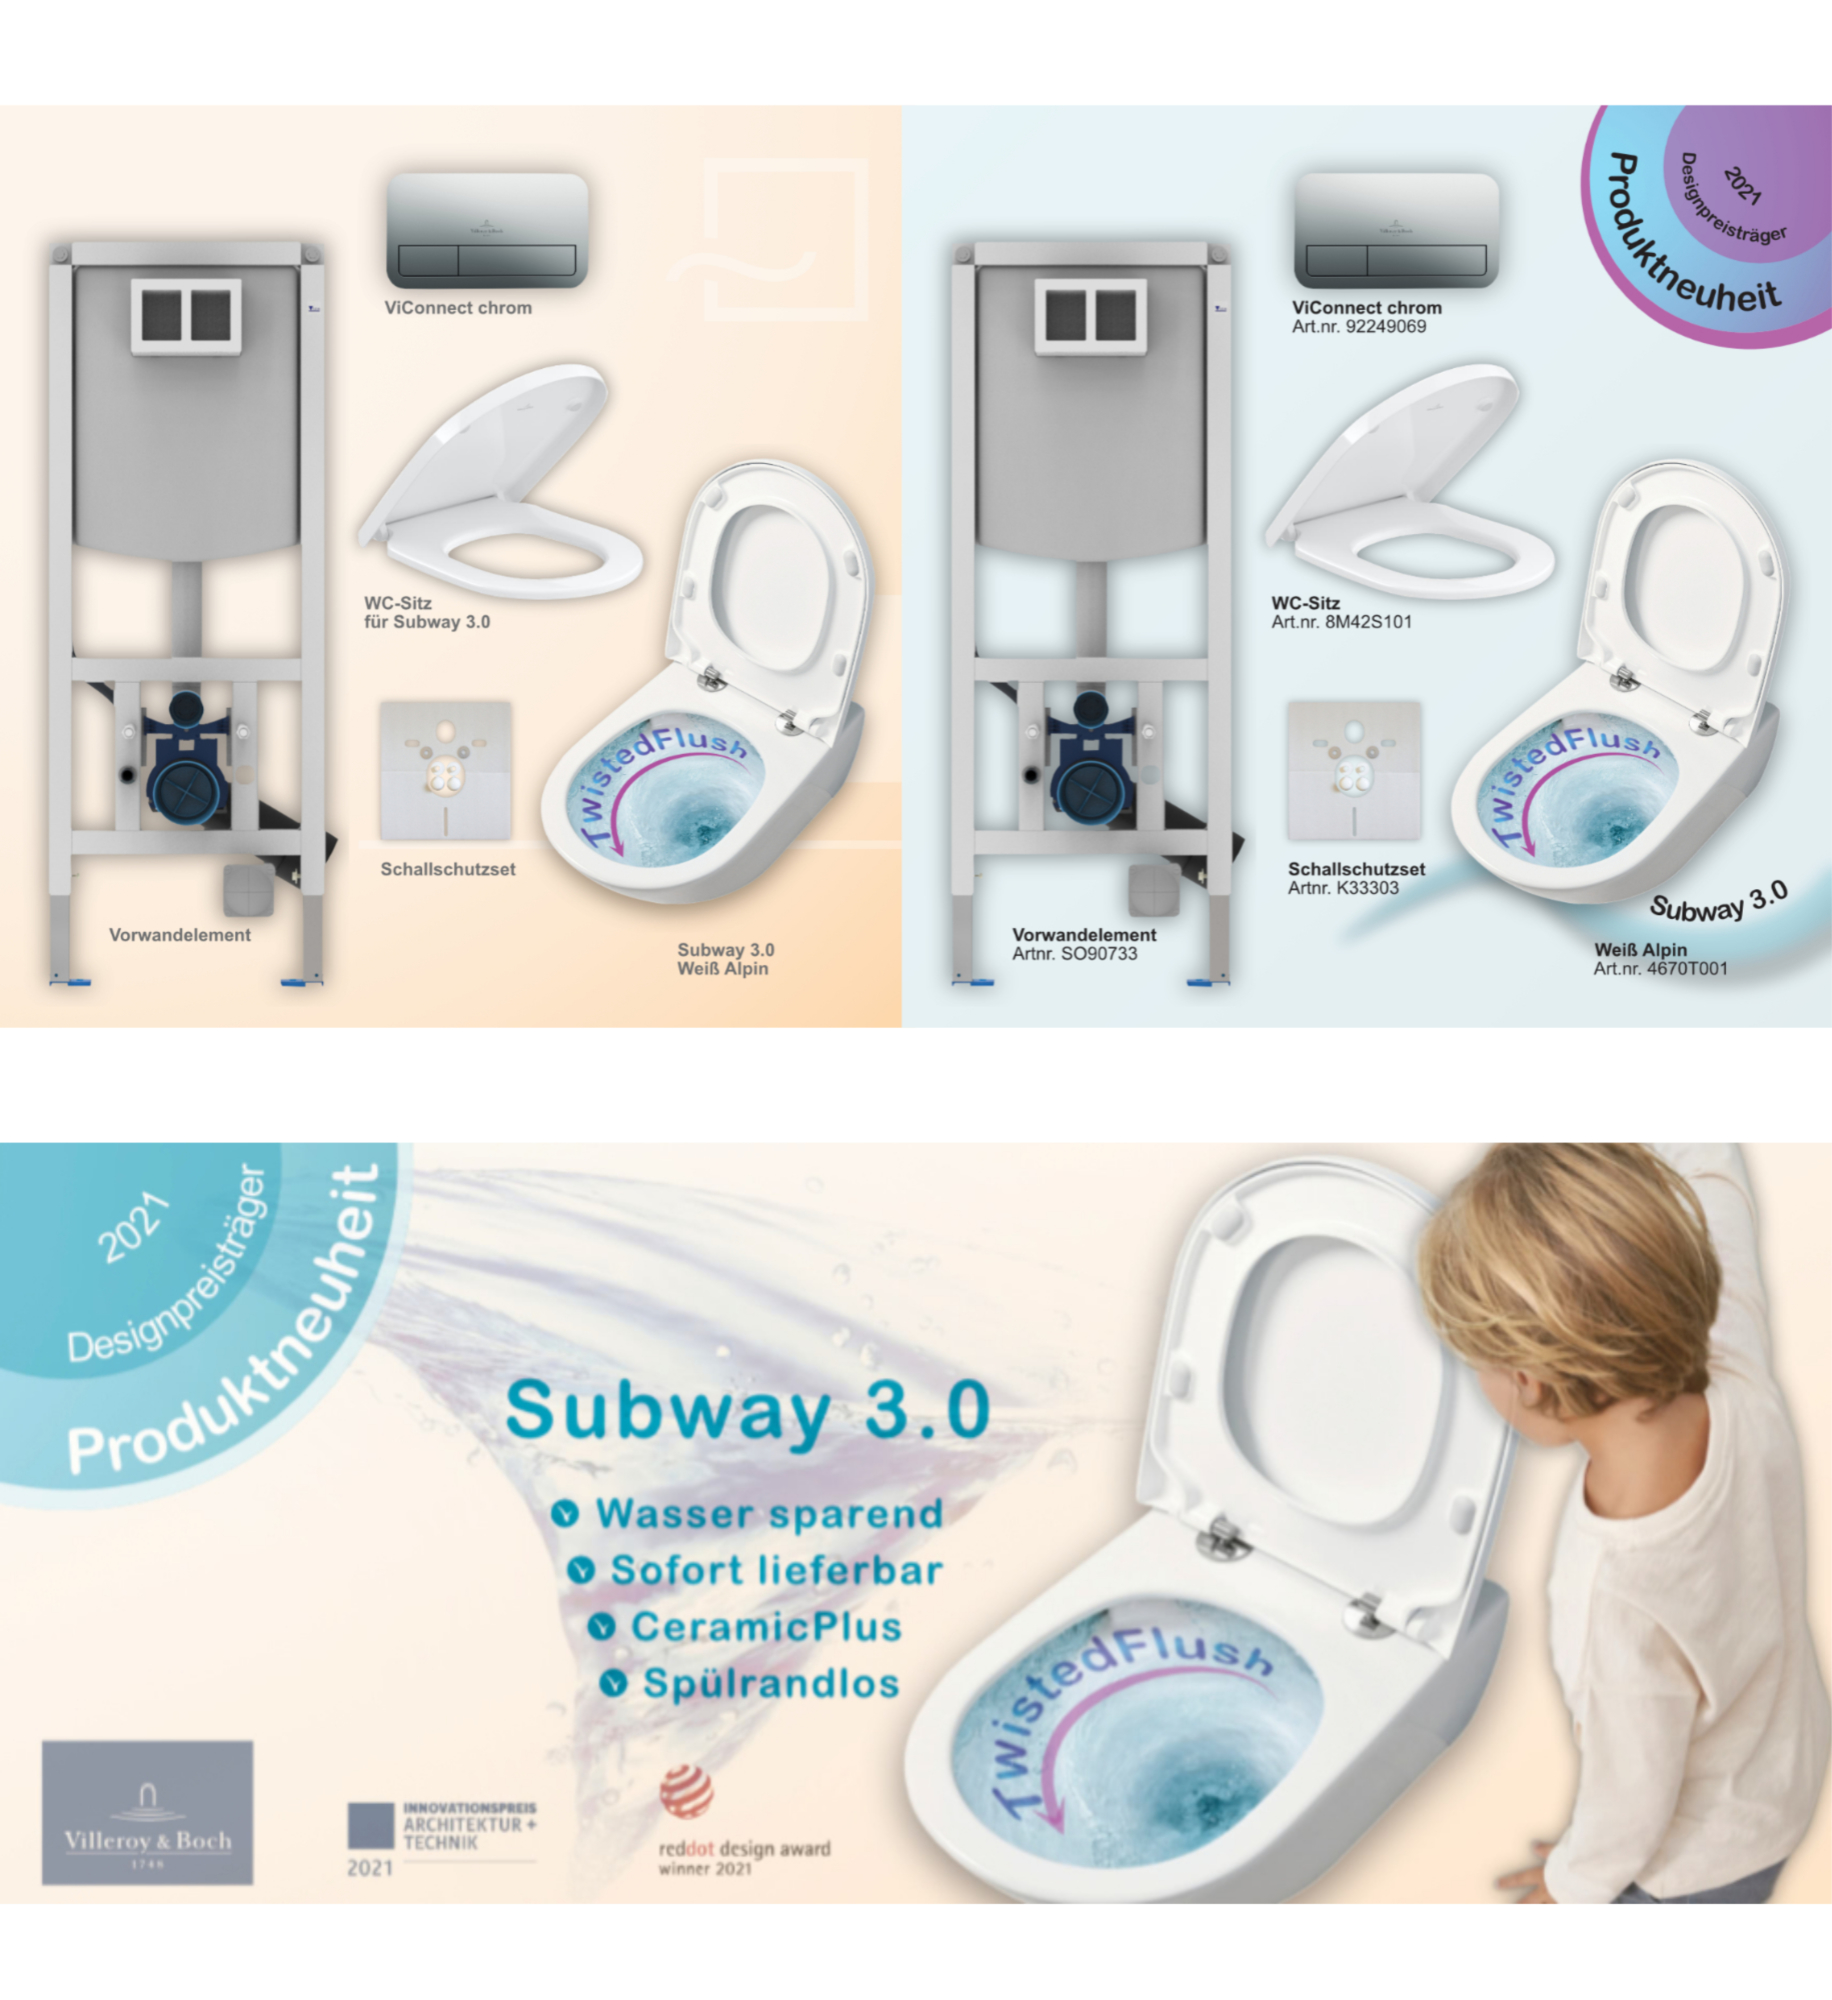 ViConnect chrom
WC-Sitz
für Subway 3.0
TwistedFlush
Schallschutzset
Vorwandelement
Subway 3.0
Weiß Alpin
2021
Designpreisträger
Produktneuheit
ViConnect chrom
Art.nr. 92249069
WC-Sitz
Art.nr. 8M42S101
TwistedFlush
Schallschutzset
Artnr. K33303
Subway 3.0
Vorwandelement
Artnr. SO90733
Weiß Alpin
Art.nr. 4670T001
2021
Designpreisträger
Produktneuheit
Subway 3.0
Wasser sparend
Sofort lieferbar
CeramicPlus
Spülrandlos
TwistedFlush
Villeroy & Boch
1748
2021
INNOVATIONSPREIS
ARCHITEKTUR +
TECHNIK
reddot design award
winner 2021